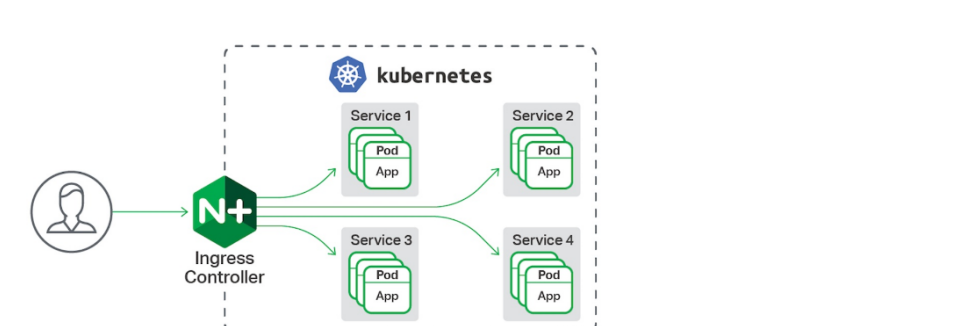 kubernetes
Service 1
Pod
App
Service 2
Pod
App
N+
Ingress
Controller
Service 3
Pod
App
Service 4
Pod
App